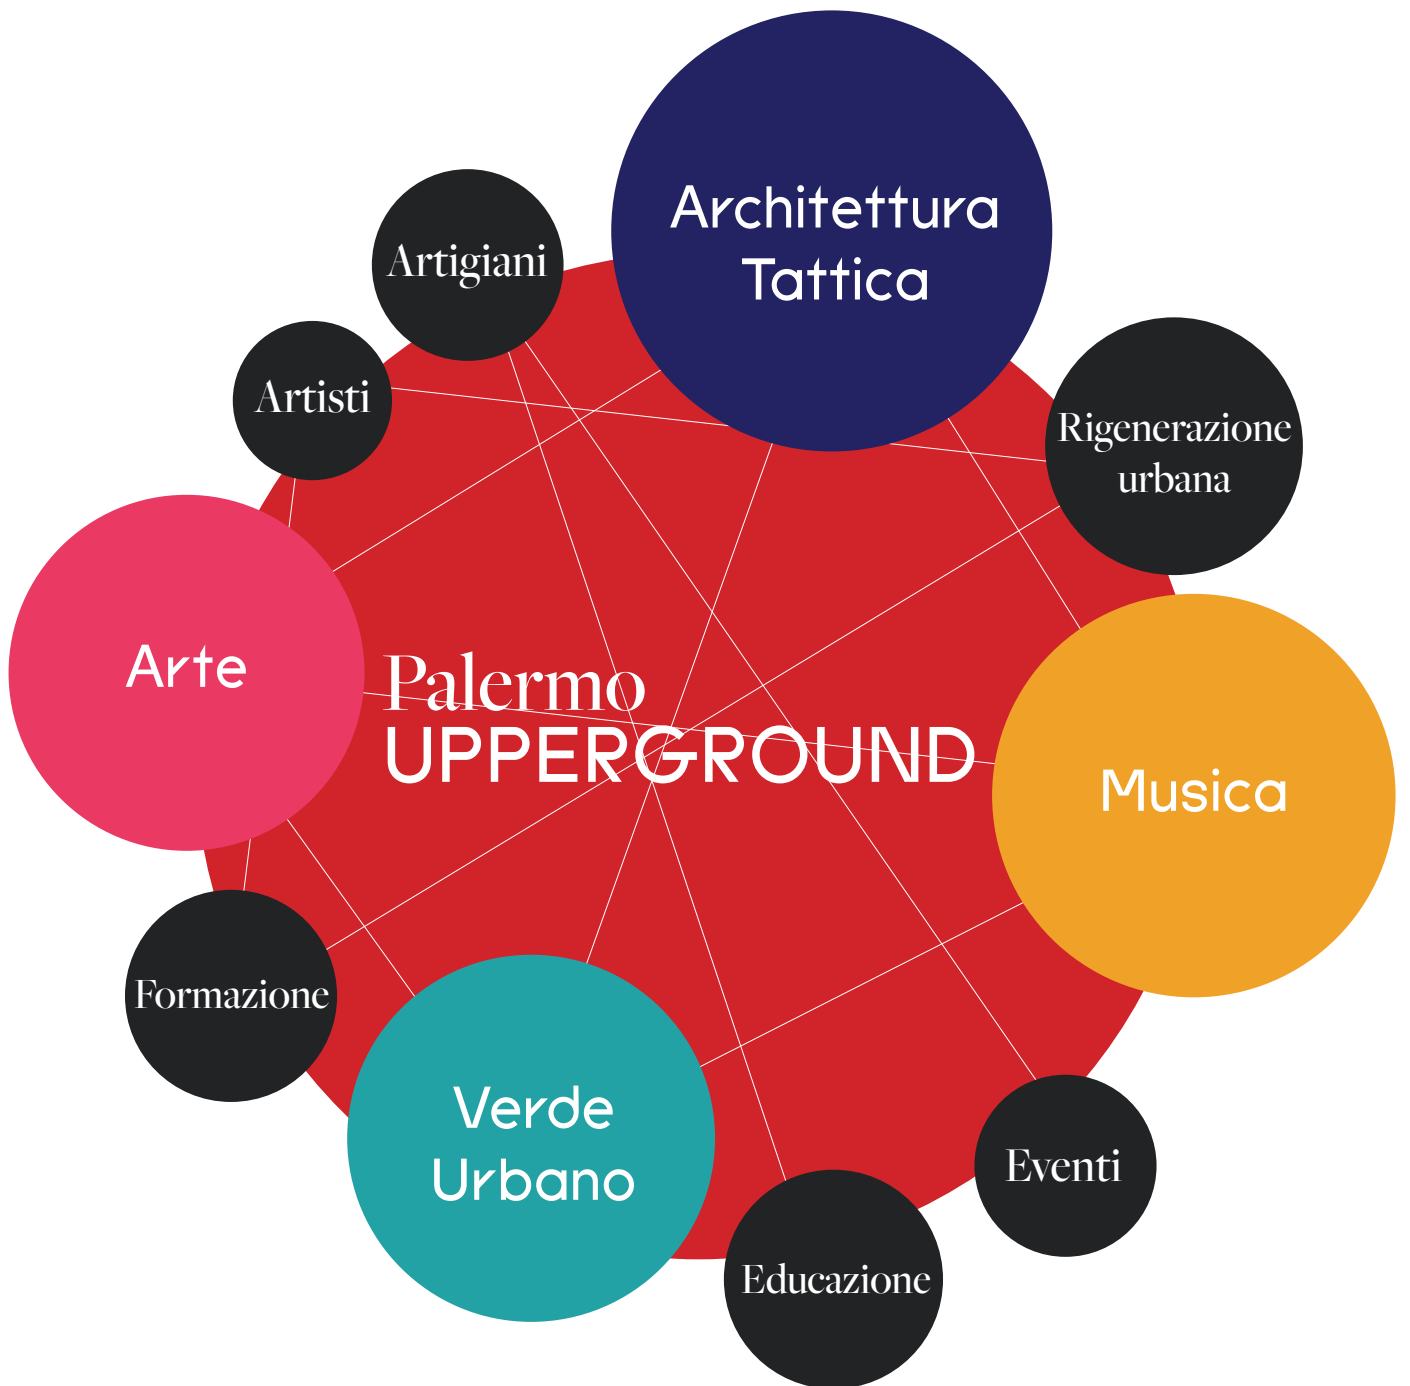 Architettura
Tattica
Artigiani
Artisti
Rigenerazione
urbana
Arte
Palermo
UPPERGROUND
Musica
Formazione
Verde
Urbano
Eventi
Educazione